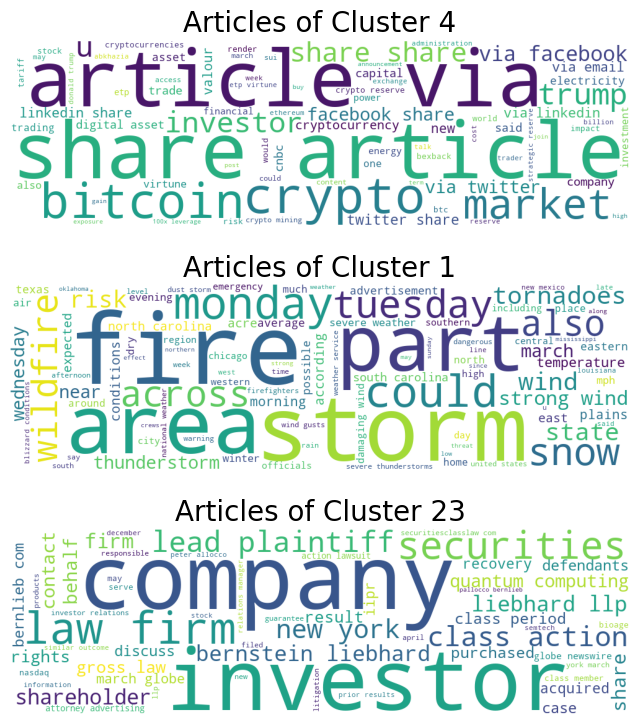 Articles of Cluster 4
cryptocurrencies
stock
may
u
asset
render
march
sui
administration
share share
via facebook
article via
tariff
donald trump
abkhazia
access
etp
trade
week
etp virtune
valour
announcement
buy
crypto reserve
exchange
capital
power
via email
electricity
trump
linkedin share
financial
ethereum
facebook share
via linkedin
trading
digital asset
investor
cryptocurrency
new
said
impact
billion
investment
share article
also
virtune
would
could
cnbc
post
one
energy
talk
bexback
content
term
cost
world
trader
strategic reserve
join
company
bitcoin
crypto
via twitter
market
gain
exposure
100x leverage
risk
crypto mining
btc
twitter share
reserve
high
Articles of Cluster 1
texas
oklahoma
air
level
dust storm
evening
emergency
much
weather
advertisement
new mexico
late
tornadoes
including
place
along
wildfire
risk
monday
tuesday
severe weather
southern
also
fire
part
north carolina
acre
average
region
expected
dry
effect
northern
chicago
time
week
west
western
possible
according
weather service
sunday
may
north
dangerous
line
since
high
central
march
mississippi
eastern
temperature
louisiana
wednesday
near
conditions
afternoon
across
strong
firefighters
morning
south carolina
could
wind
strong wind
mph
plains
said
area
storm
blizzard conditions
around
crews
national weather
city
warning
wind gusts
rain
damaging wind
day
threat
low
u
east
state
snow
say
south
thunderstorm
winter
officials
severe thunderstorms
home
united states
Articles of Cluster 23
december
firm
responsible
peter allocco
lead plaintiff
action lawsuit
securitiesclasslaw com
securities
bernlieb com
contact
behalf
products
may
serve
company
relations manager
lipr
recovery
defendants
quantum computing
lpallocco bernlieb
liebhard llp
investor relations
similar outcome
stock
guarantee
result
class period
bioage
law firm
new york
class action
april
semtech
rights
discuss
filed
bernstein liebhard
purchased
globe newswire
york march
nasdaq
gross law
march globe
information
llp
new
investor
litigation
prior results
class member
acquired
share
shareholder
attorney advertising
case